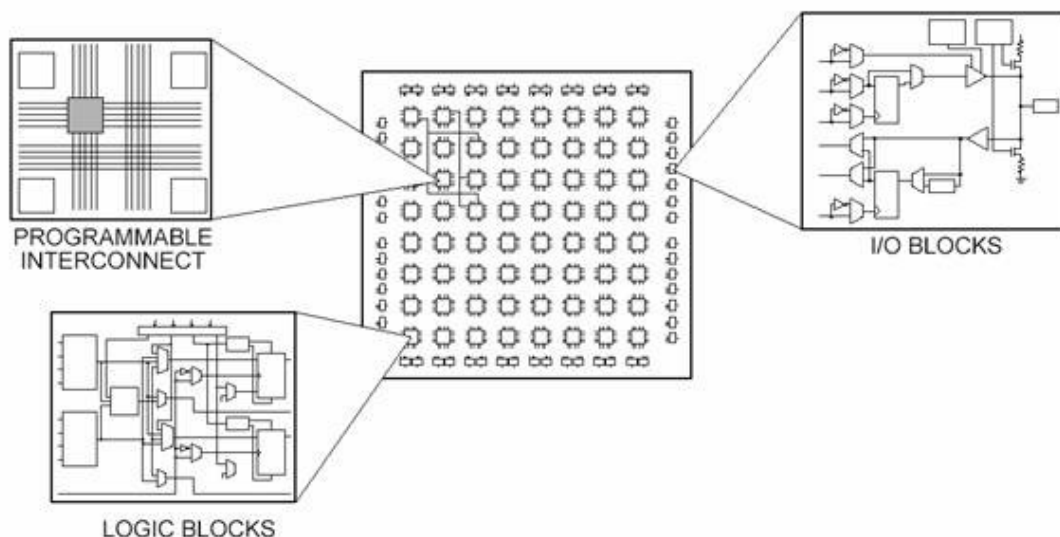 PROGRAMMABLE
INTERCONNECT
I/O BLOCKS
LOGIC BLOCKS